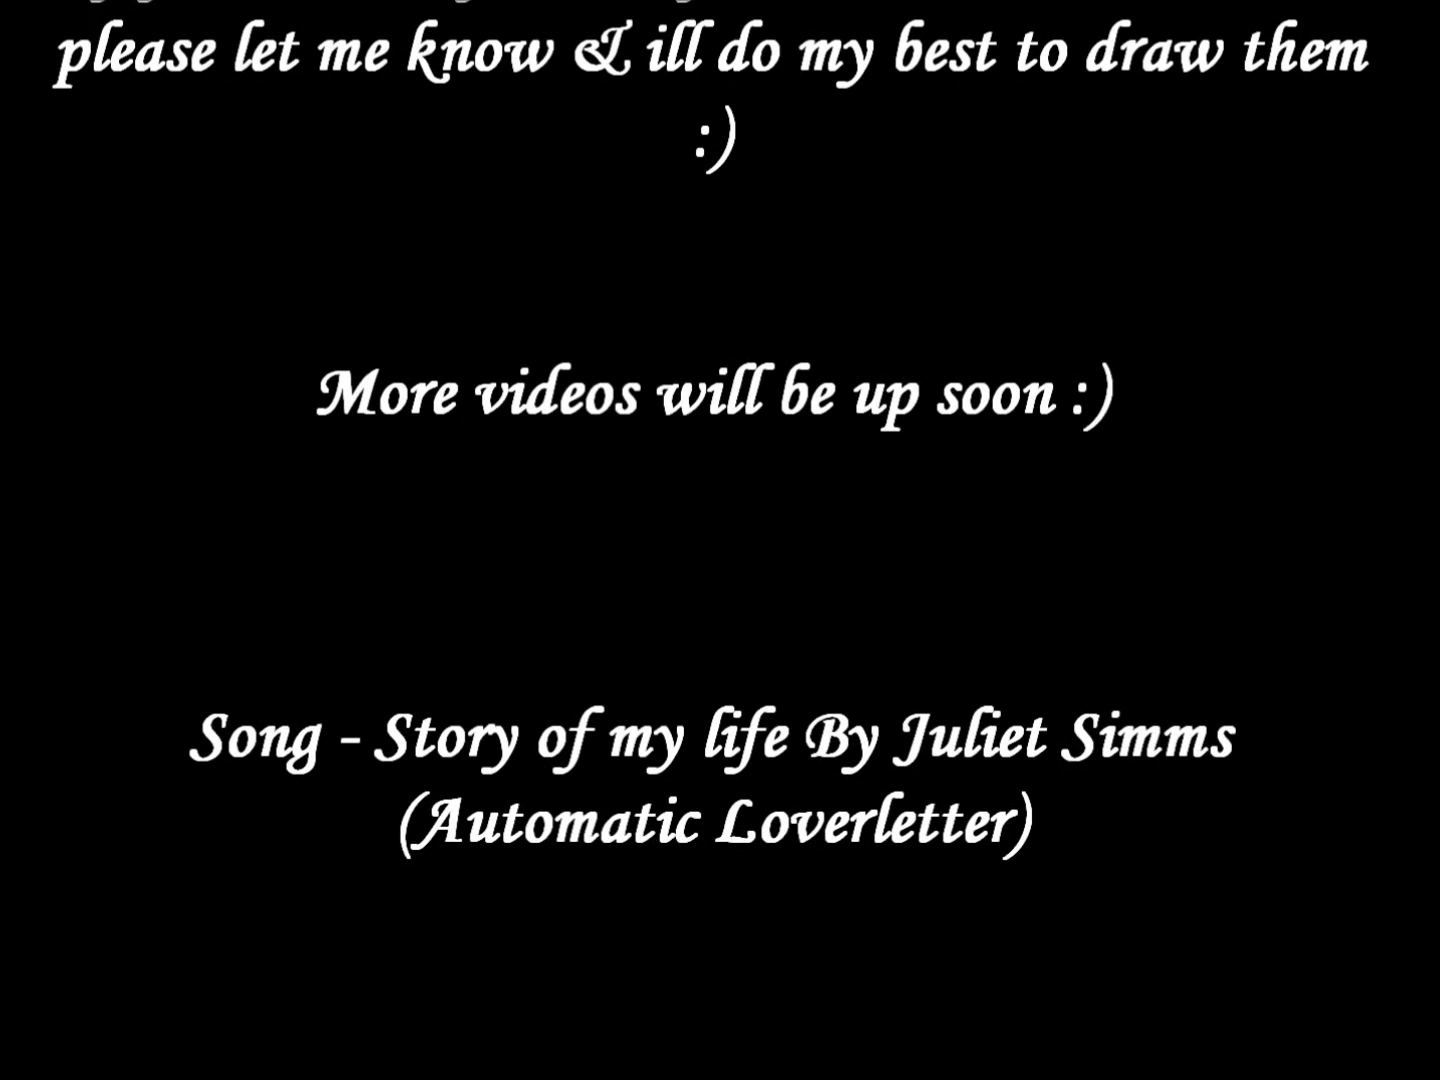 please let me know & ill do my best to draw them
:)
More videos will be up soon :)
Song - Story of my life By Juliet Simms
(Automatic Loverletter)